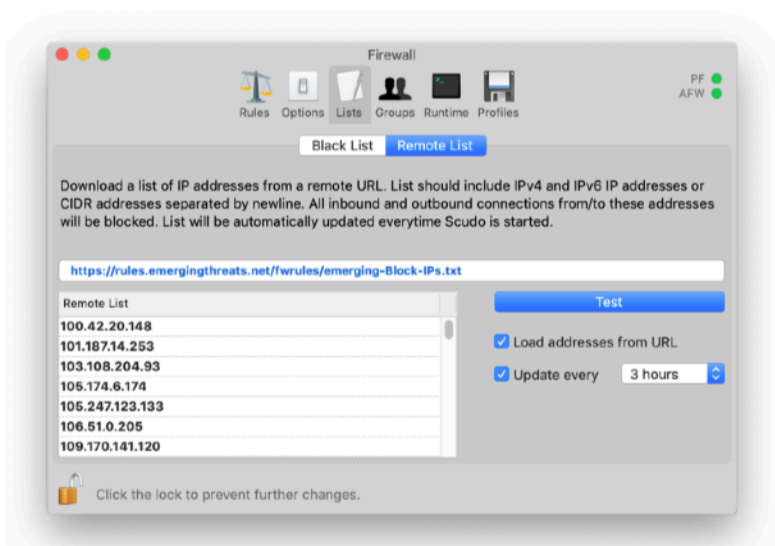 Firewall
Rules Options Lists Groups Runtime Profiles
PF
AFW
Black List Remote List
Download a list of IP addresses from a remote URL. List should include IPv4 and IPv6 IP addresses or
CIDR addresses separated by newline. All inbound and outbound connections from/to these addresses
will be blocked. List will be automatically updated everytime Scudo is started.
https://rules.emergingthreats.net/fwrules/emerging-Block-IPs.txt
Remote List
100.42.20.148
101.187.14.253
103.108.204.93
105.174.6.174
105.247.123.133
106.51.0.205
109.170.141.120
Test
Load addresses from URL
Update every 3 hours
Click the lock to prevent further changes.